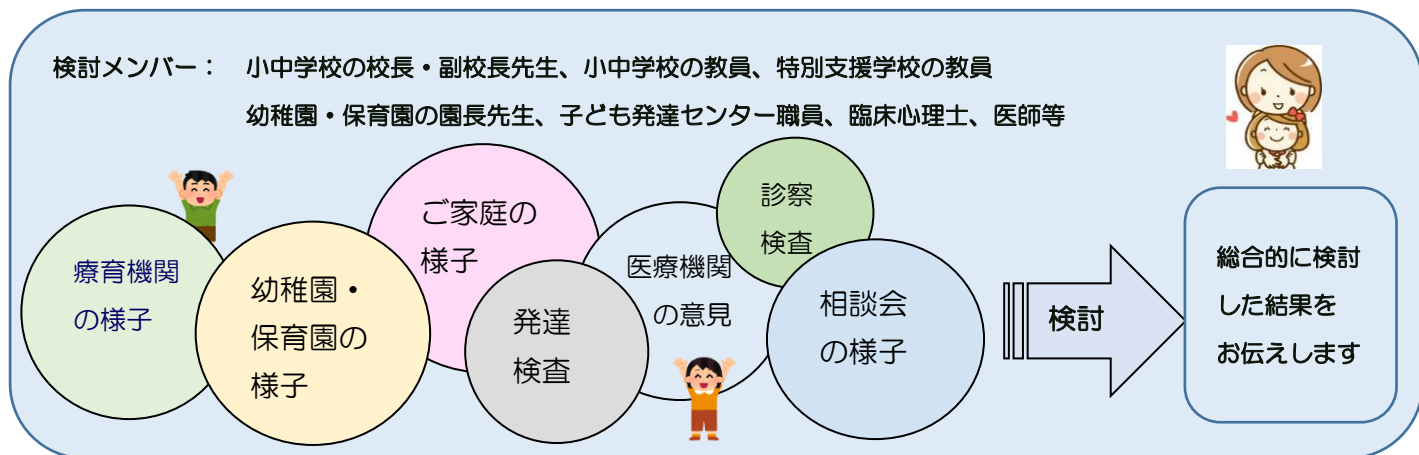 検討メンバー： 小中学校の校長・副校長先生、小中学校の教員、特別支援学校の教員
幼稚園・保育園の園長先生、子ども発達センター職員、臨床心理士、医師等
療育機関
の様子
幼稚園・
保育園の
様子
ご家庭の
様子
発達
検査
医療機関
の意見
診察
検査
相談会
の様子
検討
総合的に検討
した結果を
お伝えします